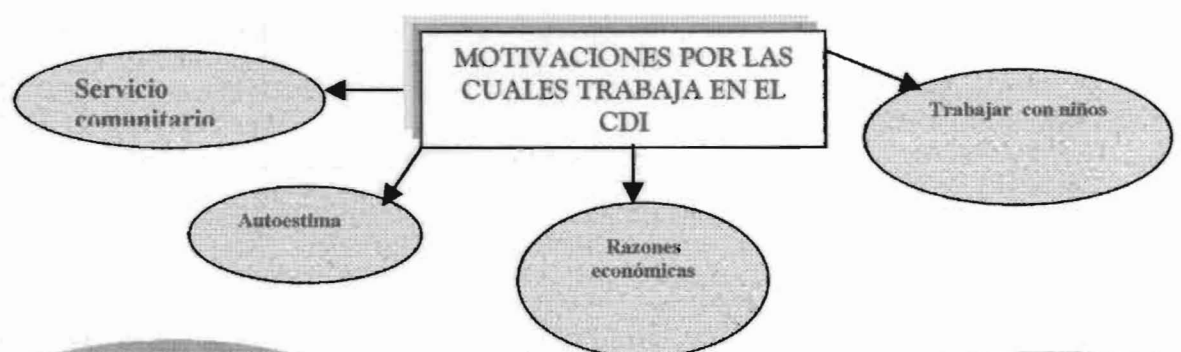 MOTIVACIONES POR LAS
CUALES TRABAJA EN EL
CDI
Servicio
comunitario
Trabajar con niños
Autoestima
Razones
económicas